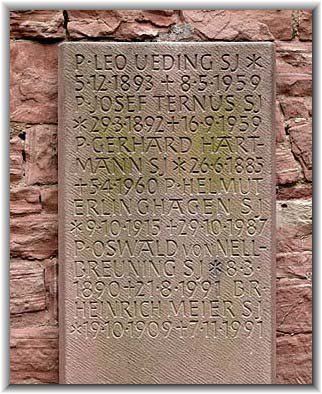 P·LEO UEDING SJ✶
5·12·1893 + 8·5·1959
P·JOSEF TERNUS SJ
✶29·3·1892+16·9·1959
P·GERHARD HART-
MANN SJ ✶26·6·1885
+5·4·1960 P·HELMUT
ERLINGHAGEN SJ
✶9·10·1915+29·10·1987
P·OSWALD VON NELL-
BREUNING SJ✶8·3·
1890+21·8·1991 BR
HEINRICH MEIER SJ
✶19·10·1909+7·11·1991